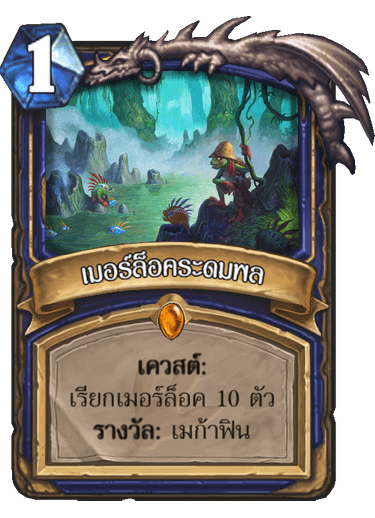 1
เมอร์ล็อคระดมพล
เควสต์:
เรียกเมอร์ล็อค 10 ตัว
รางวัล: เมก้าฟิน